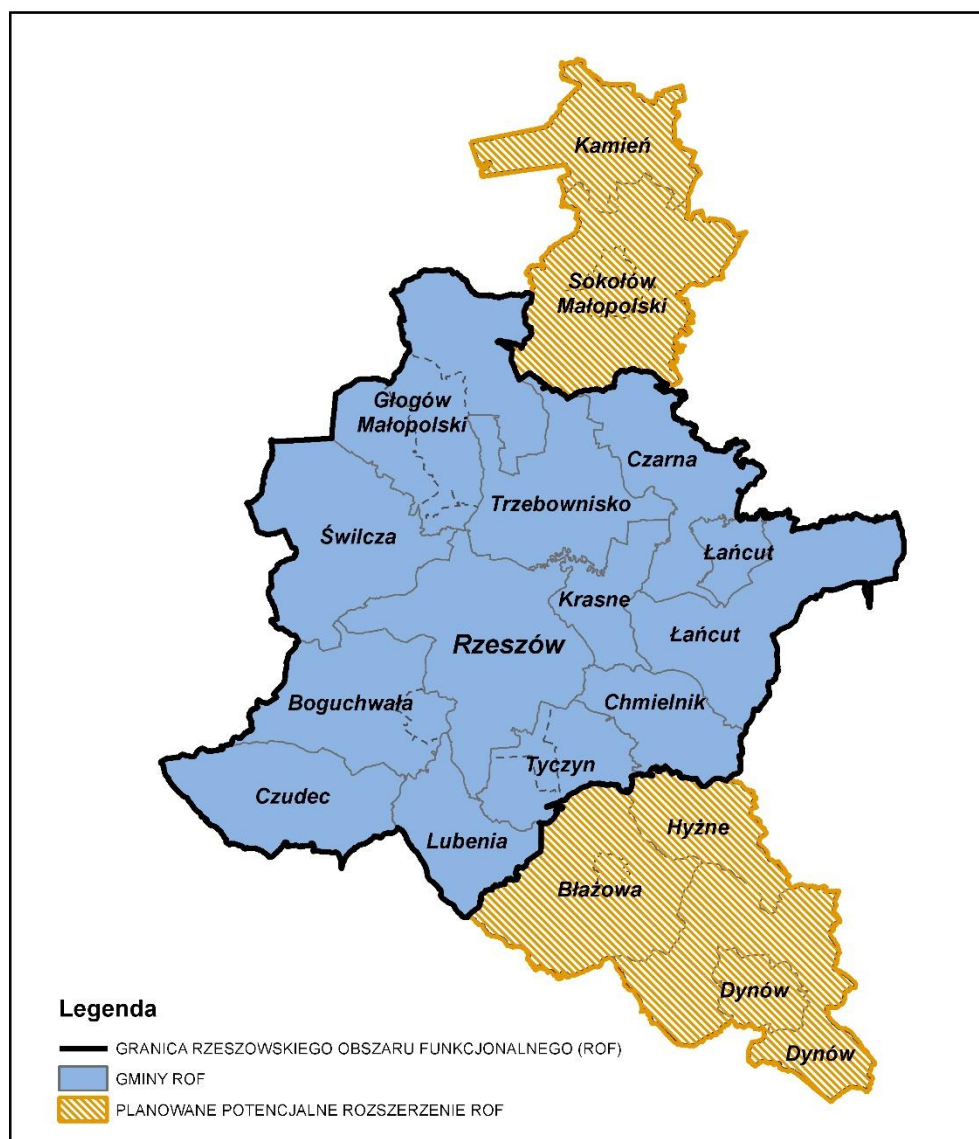 Kamień
Sokołów
Małopolski
Głogów
Małopolski
Czarna
Trzebownisko
Świlcza
Łańcut
Krasne
Łańcut
Rzeszów
Boguchwała
Chmielnik
Tyczyn
Czudec
Lubenia
Hyżne
Błażowa
Dynów
Dynów
Legenda
GRANICA RZESZOWSKIEGO OBSZARU FUNKCJONALNEGO (ROF)
GMINY ROF
PLANOWANE POTENCJALNE ROZSZERZENIE ROF